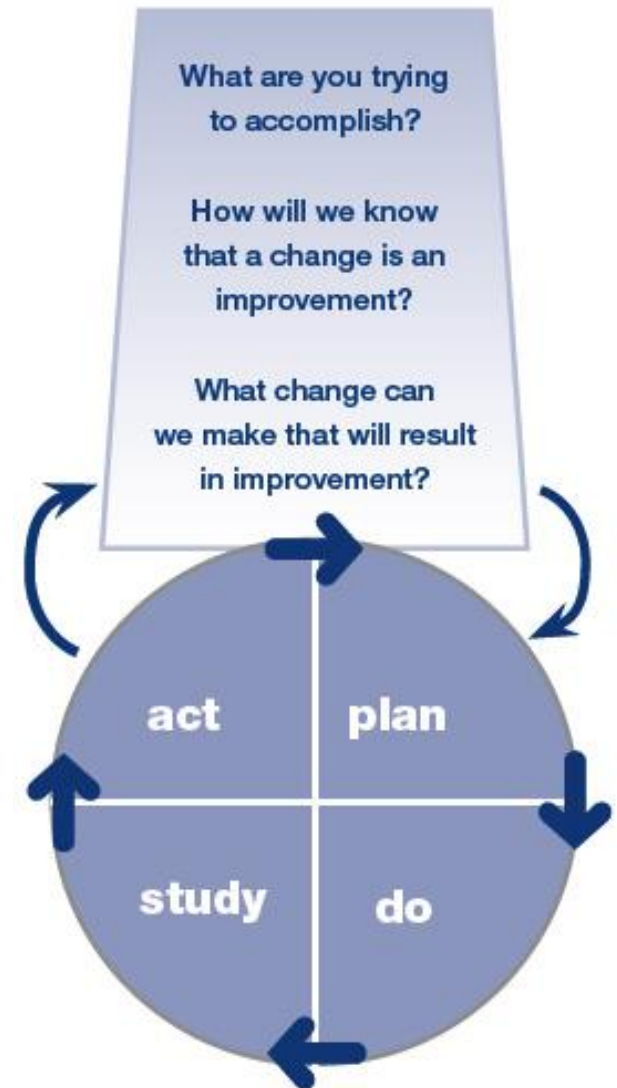 What are you trying
to accomplish?
How will we know
that a change is an
improvement?
What change can
we make that will result
in improvement?
act
plan
study
do